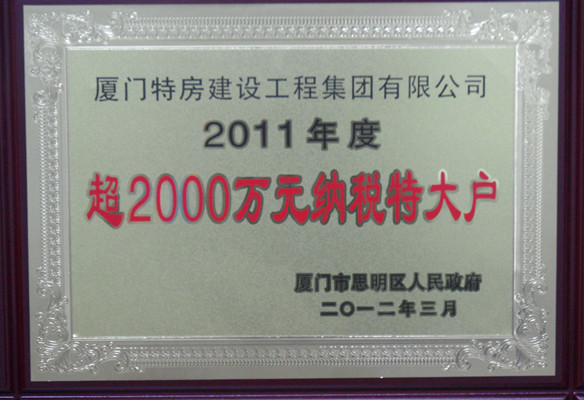 厦门特房建设工程集团有限公司
2011年度
超2000万元纳税特大户
厦门市思明区人民政府
二〇一二年三月